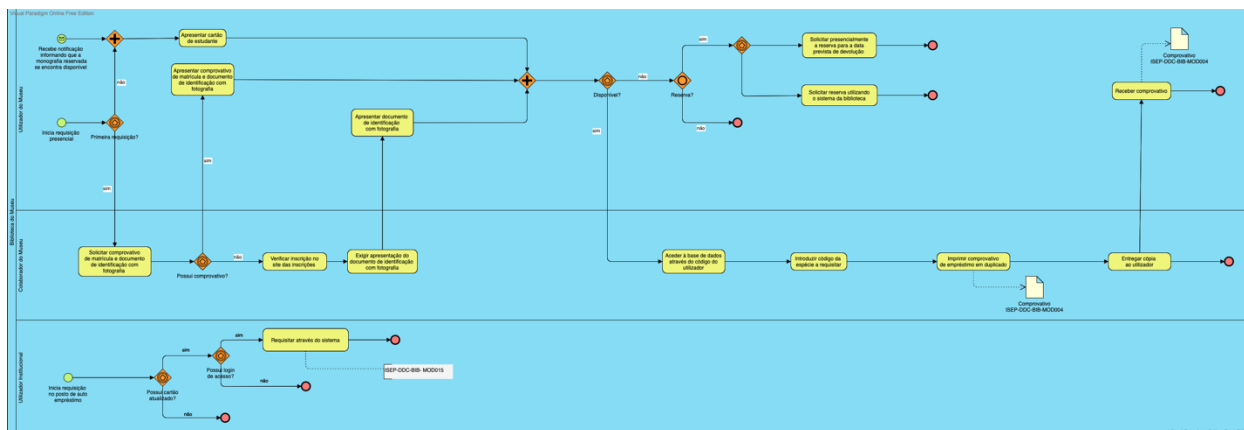 Visual Paradigm Online Free Edition
Biblioteca do Museu
Utilizador do Museu
Recebe notificação
informando que a
monografia reservada
se encontra disponível
Apresentar cartão
de estudante
não
Apresentar comprovativo
de matrícula e documento
de identificação com
fotografia
Inicia requisição
presencial
Primeira requisição?
Apresentar documento
de identificação
com fotografia
sim
sim
Disponível?
não
sim
Reserva?
sim
não
Solicitar presencialmente
a reserva para a data
prevista de devolução
Solicitar reserva utilizando
o sistema da biblioteca
Comprovativo
ISEP-DDC-BIB-MOD004
Receber comprovativo
Colaborador do Museu
Solicitar comprovativo
de matrícula e documento
de identificação com
fotografia
Possui comprovativo?
não
Verificar inscrição no
site das inscrições
Exigir apresentação do
documento de identificação
com fotografia
Aceder à base de dados
através do código do
utilizador
Introduzir código da
espécie a requisitar
Imprimir comprovativo
de empréstimo em duplicado
Comprovativo
ISEP-DDC-BIB-MOD004
Entregar cópia
ao utilizador
Utilizador Institucional
Inicia requisição
no posto de auto
empréstimo
Possui cartão
atualizado?
sim
não
Possui login
de acesso?
sim
não
Requisitar através do sistema
ISEP-DDC-BIB- MOD015